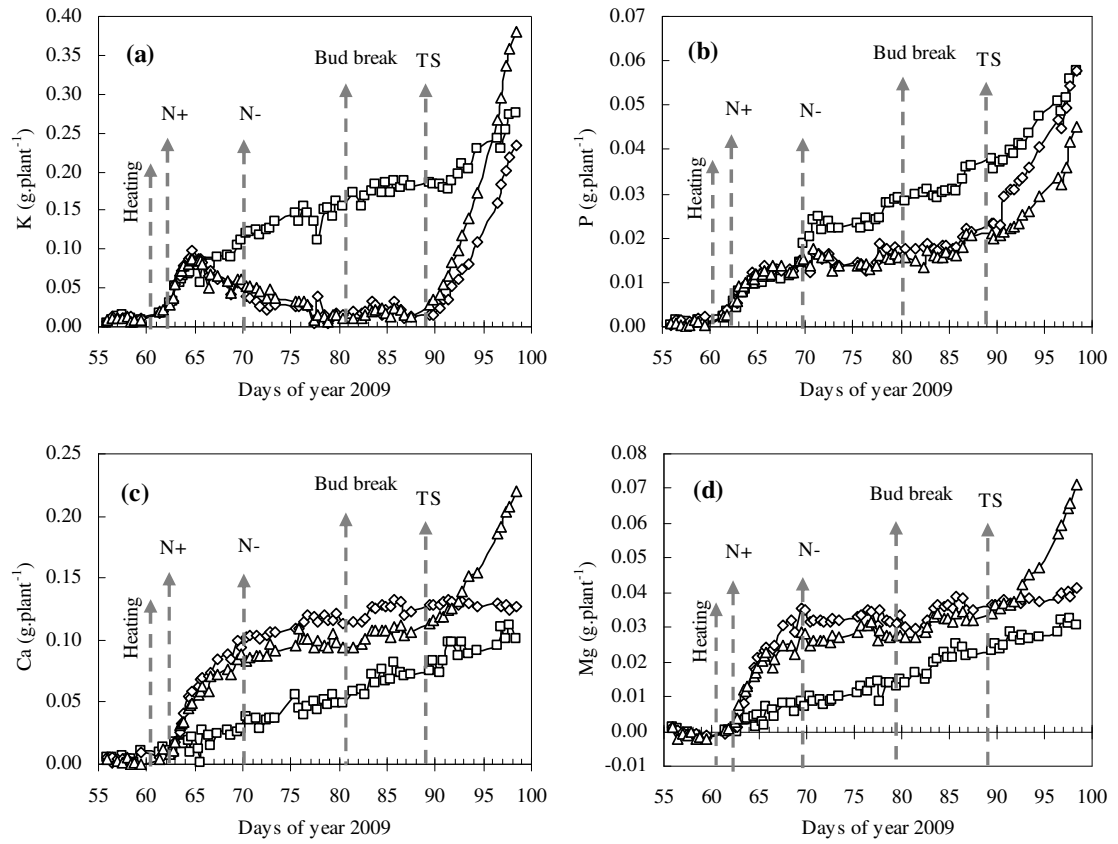 (a)
Bud break
TS
N+
N-
Heating
K (g.plant-1)
0.40
0.35
0.30
0.25
0.20
0.15
0.10
0.05
0.00
55 60 65 70 75 80 85 90 95 100
Days of year 2009
(b)
Bud break
TS
N+
N-
Heating
P (g.plant-1)
0.07
0.06
0.05
0.04
0.03
0.02
0.01
0.00
55 60 65 70 75 80 85 90 95 100
Days of year 2009
(c)
Bud break
TS
N+
N-
Heating
Ca (g.plant-1)
0.25
0.20
0.15
0.10
0.05
0.00
55 60 65 70 75 80 85 90 95 100
Days of year 2009
(d)
Bud break
TS
N+
N-
Heating
Mg (g.plant-1)
0.08
0.07
0.06
0.05
0.04
0.03
0.02
0.01
0.00
-0.01
55 60 65 70 75 80 85 90 95 100
Days of year 2009